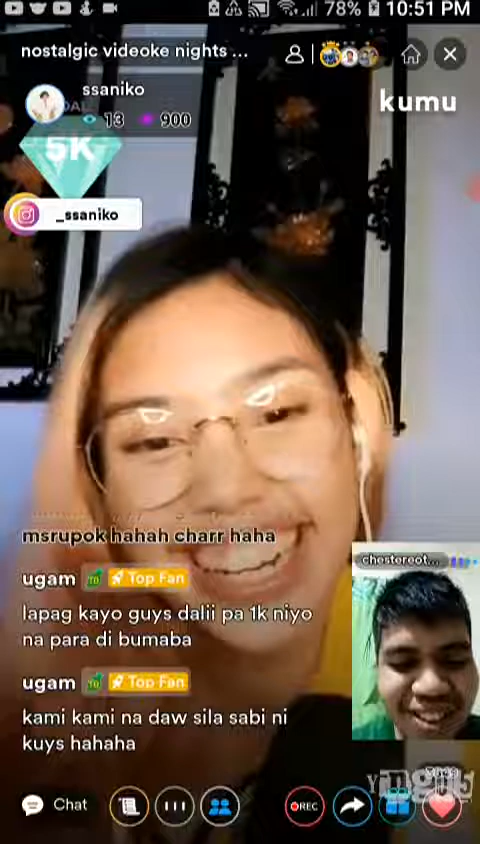 78% 10:51 PM
nostalgic videoke nights ...
ssaniko
13 900
kumu
5K
_ssaniko
msrupok hahah charr haha
ugam Top Fan
lapag kayo guys dalii pa 1k niyo
na para di bumaba
chestereot...
ugam Top Fan
kami kami na daw sila sabi ni
kuys hahaha
Chat
REC